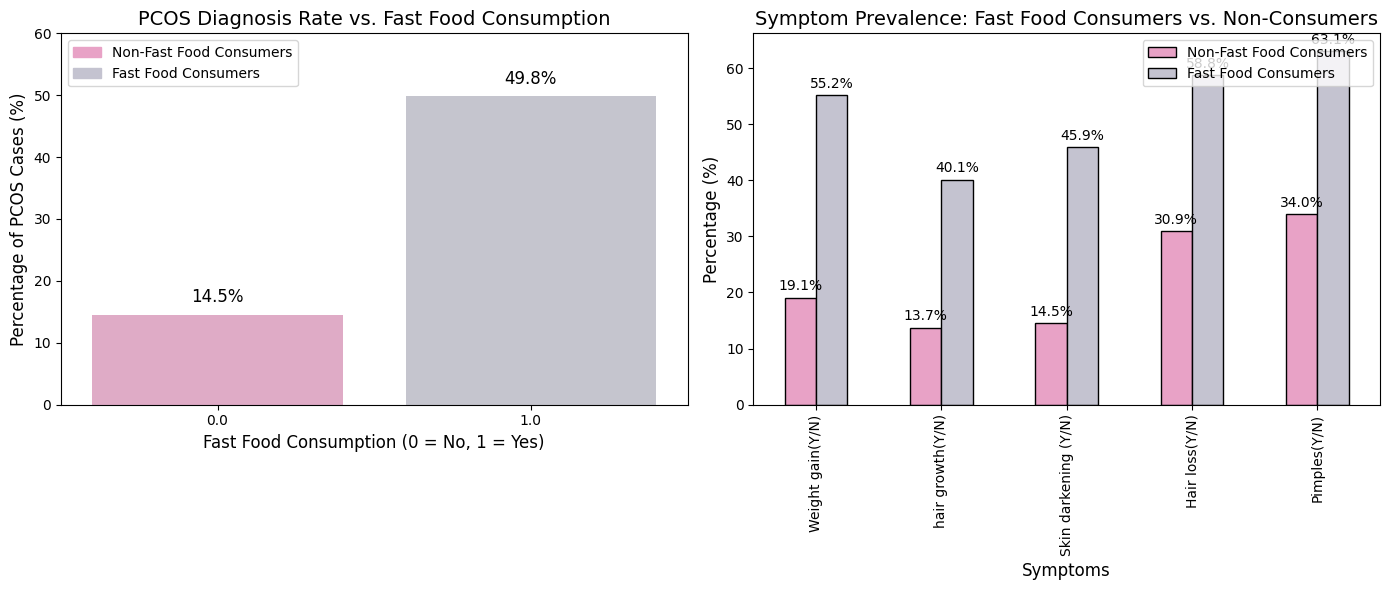 PCOS Diagnosis Rate vs. Fast Food Consumption
Non-Fast Food Consumers
Fast Food Consumers
Percentage of PCOS Cases (%)
60
50
40
30
20
10
0
14.5%
49.8%
0.0
1.0
Fast Food Consumption (0 = No, 1 = Yes)
Symptom Prevalence: Fast Food Consumers vs. Non-Consumers
Non-Fast Food Consumers
Fast Food Consumers
Percentage (%)
60
50
40
30
20
10
0
19.1%
55.2%
13.7%
40.1%
14.5%
45.9%
30.9%
58.8%
34.0%
63.1%
Weight gain(Y/N)
hair growth(Y/N)
Skin darkening (Y/N)
Hair loss(Y/N)
Pimples(Y/N)
Symptoms